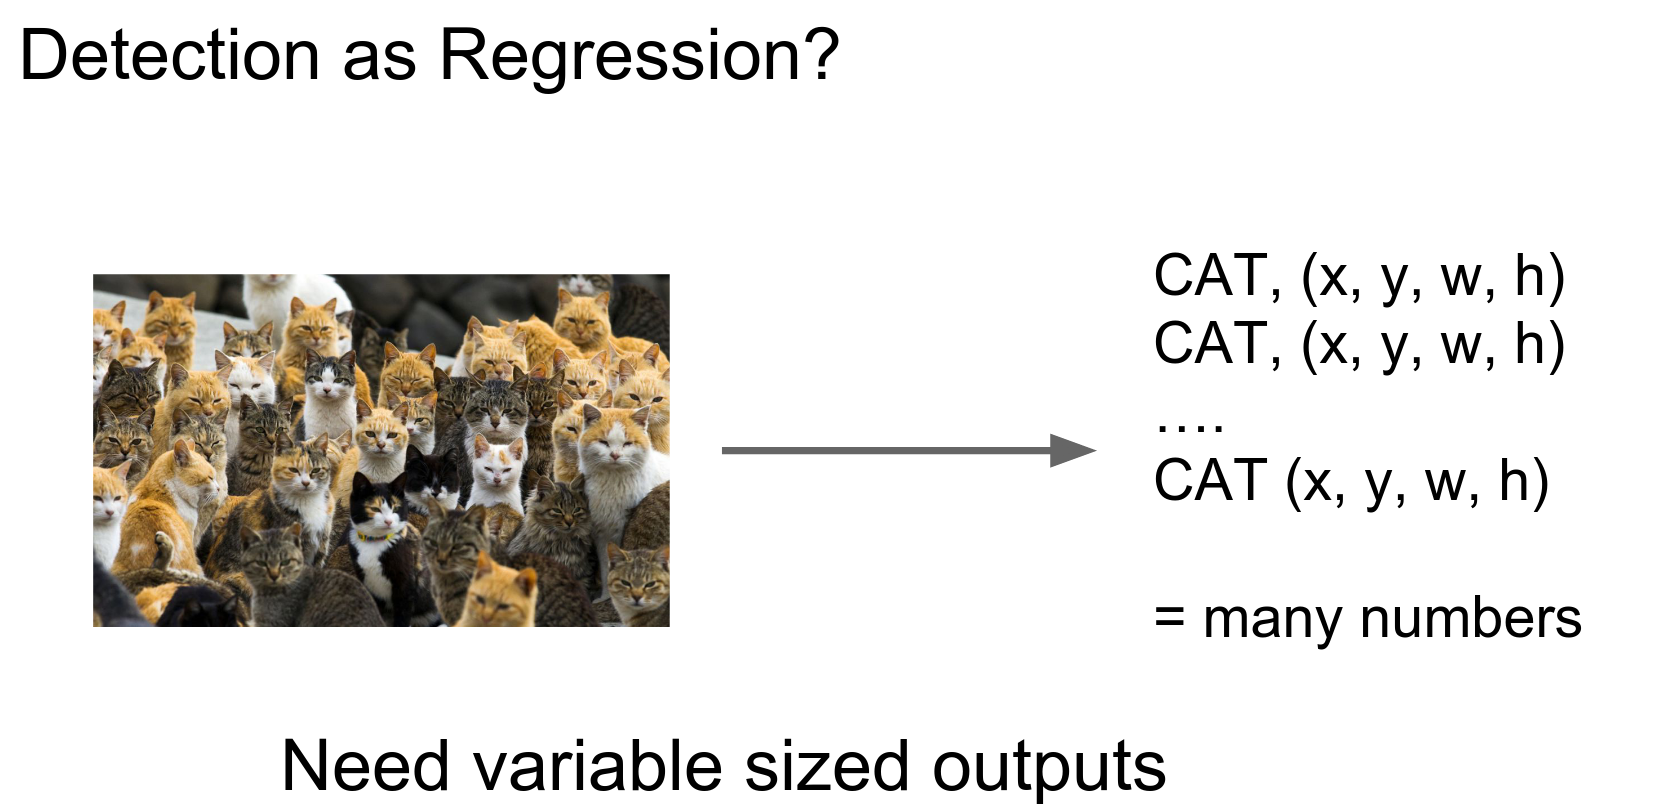 Detection as Regression?
CAT, (x, y, w, h)
CAT, (x, y, w, h)
….
CAT (x, y, w, h)
= many numbers
Need variable sized outputs